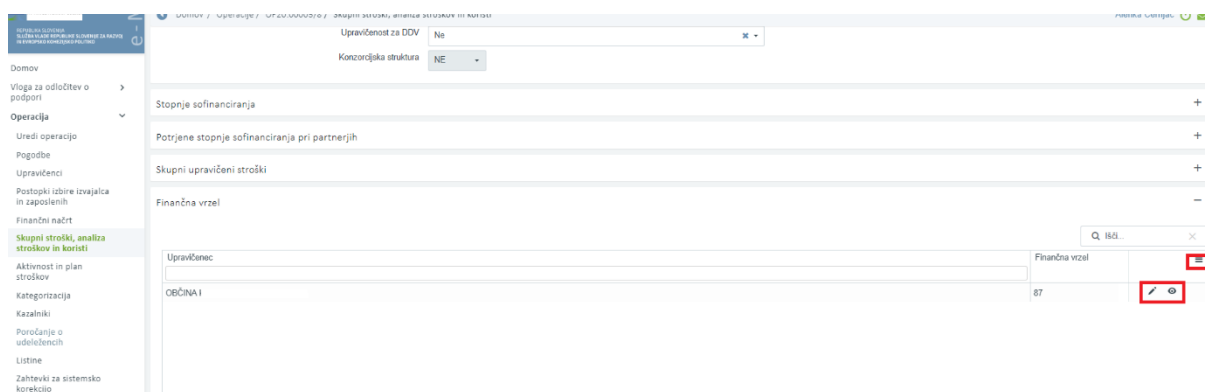 Domov / Operacije / OP20.00005/8 / Skupni stroški, analiza stroškov in koristi
REPUBLIKA SLOVENIJA
SLUŽBA VLADE REPUBLIKE SLOVENIJE ZA RAZVOJ
IN EVROPSKO KOHEZIJSKO POLITIKO
Domov
Vloga za odločitev o
podpori
Operacija
Uredi operacijo
Pogodbe
Upravičenci
Postopki izbire izvajalca
in zaposlenih
Finančni načrt
Skupni stroški, analiza
stroškov in koristi
Aktivnost in plan
stroškov
Kategorizacija
Kazalniki
Poročanje o
udeležencih
Listine
Zahtevki za sistemsko
korekcijo
Upravičenost za DDV
Ne
Konzorcijska struktura
NE
Stopnje sofinanciranja
Potrjene stopnje sofinanciranja pri partnerjih
Skupni upravičeni stroški
Finančna vrzel
Išči...
Upravičenec
Finančna vrzel
OBČINA
87